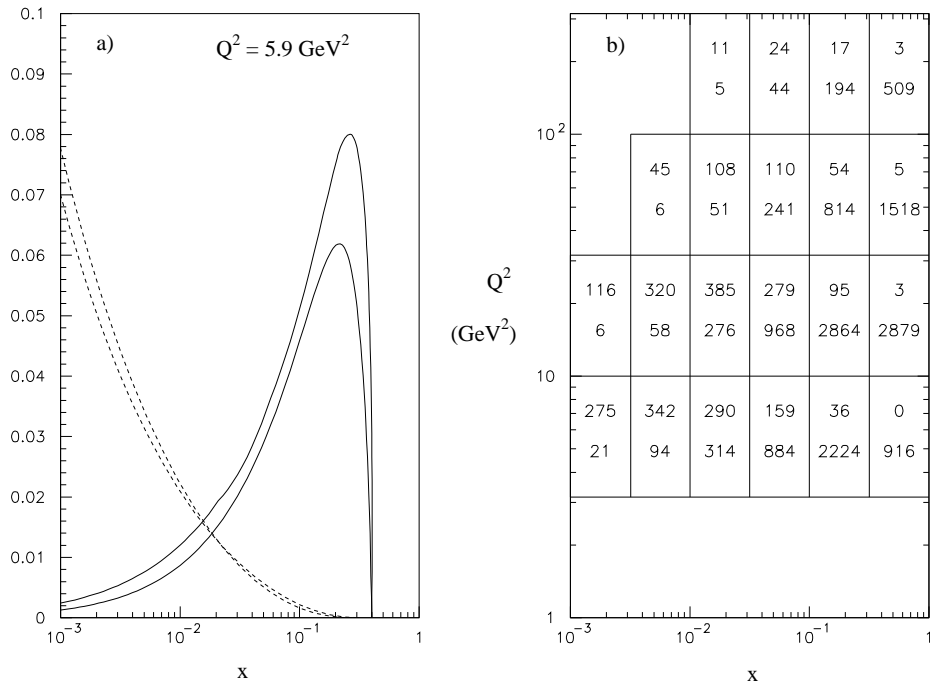 a)
Q² = 5.9 GeV²
0.1
0.09
0.08
0.07
0.06
0.05
0.04
0.03
0.02
0.01
0
10⁻³ 10⁻² 10⁻¹ 1
x
b)
Q²
(GeV²)
10²
10
1
11 24 17 3
5 44 194 509
45 108 110 54 5
6 51 241 814 1518
116 320 385 279 95 3
6 58 276 968 2864 2879
275 342 290 159 36 0
21 94 314 884 2224 916
10⁻³ 10⁻² 10⁻¹ 1
x